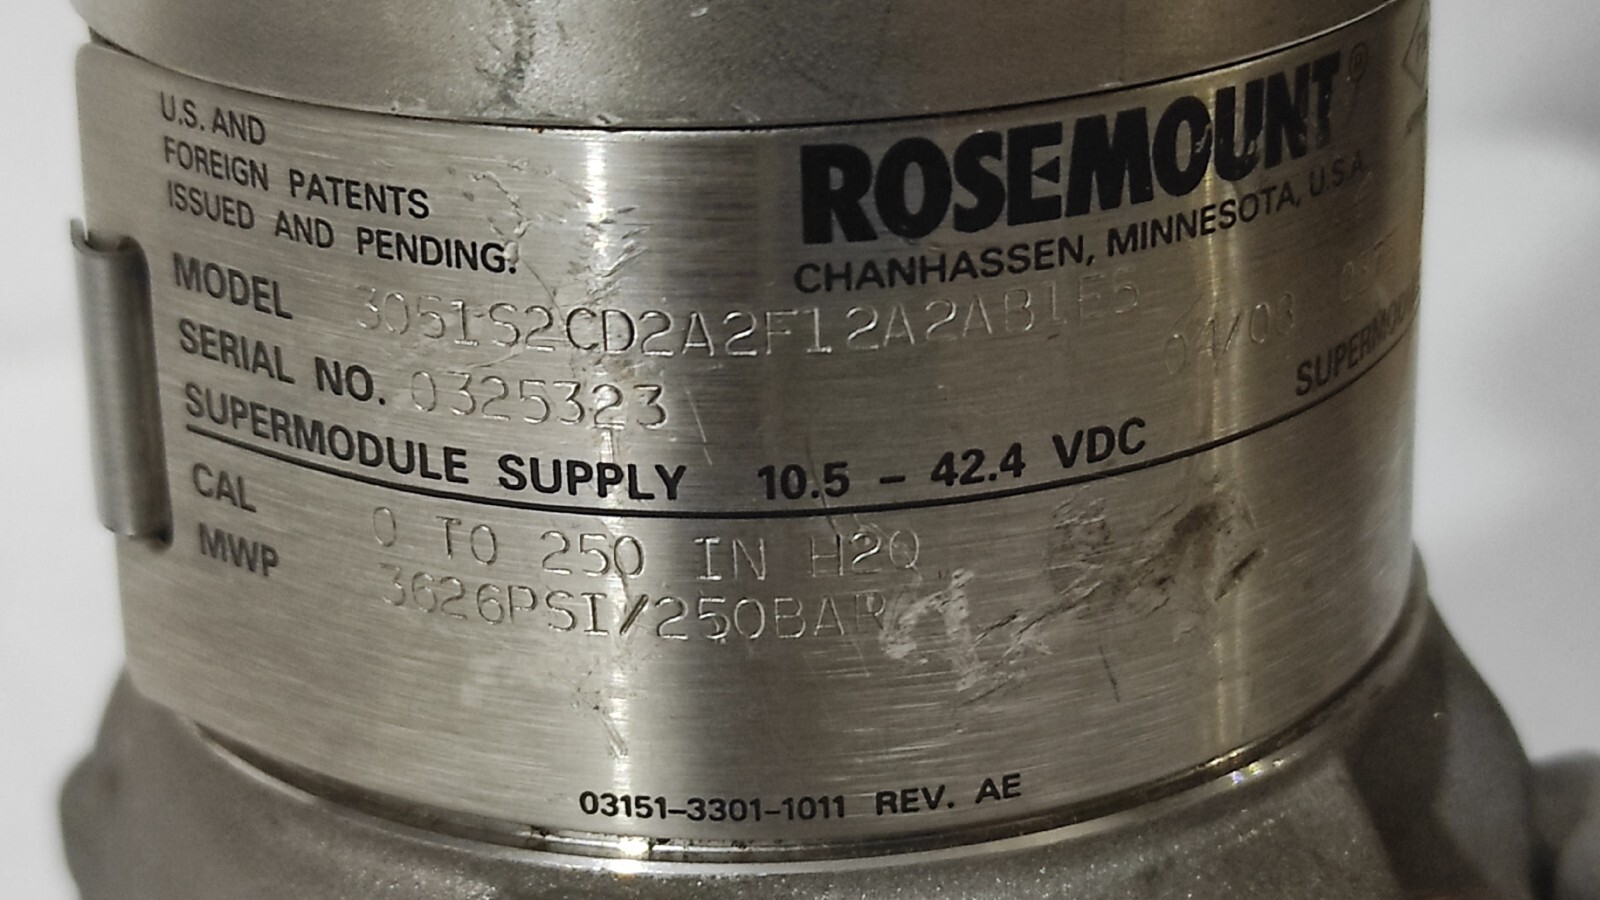 U.S. AND
FOREIGN PATENTS
ISSUED AND PENDING.
ROSEMOUNT®
CHANHASSEN, MINNESOTA, U.S.A.
MODEL 3051S2CD2A2F12A2AB1E5
SERIAL NO. 0325323 04/03
SUPERMODULE SUPPLY 10.5 – 42.4 VDC
CAL 0 TO 250 IN H2O
MWP 3626PSI/250BAR
03151–3301–1011 REV. AE